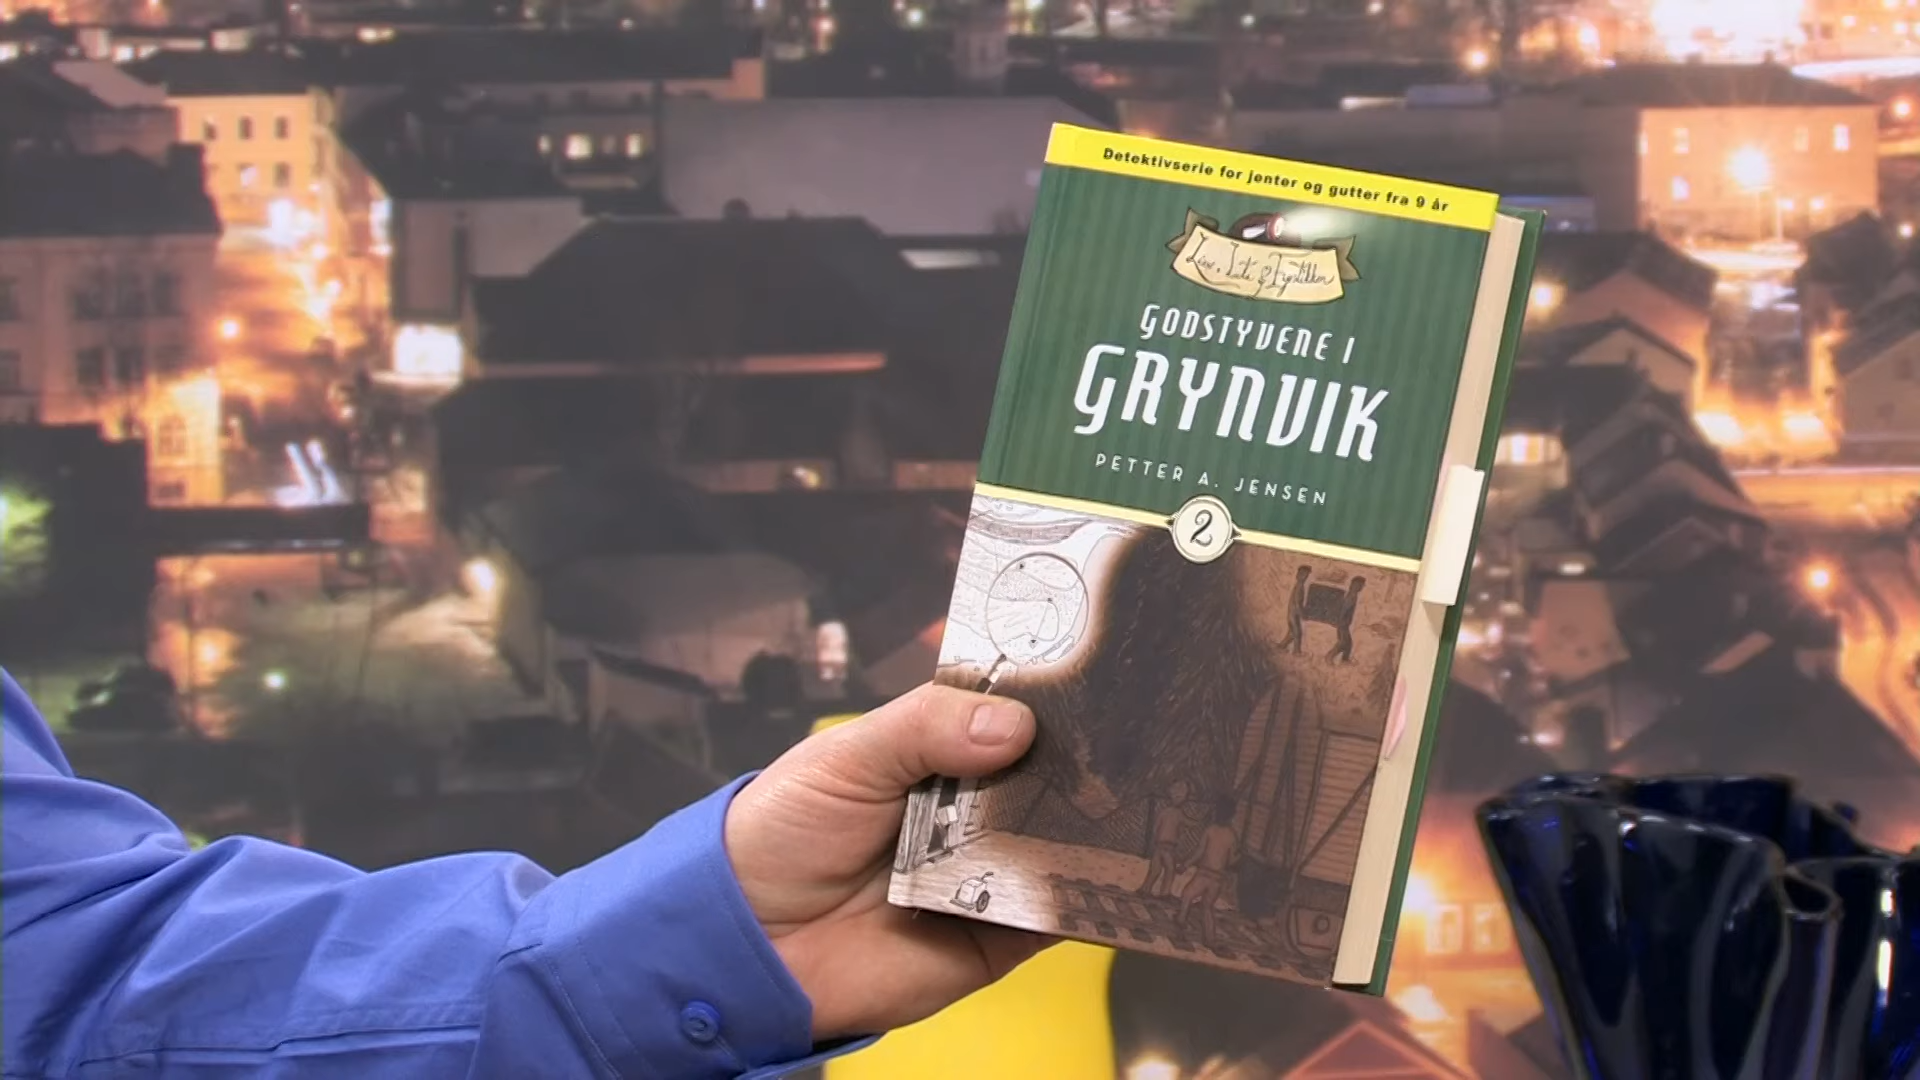 Detektivserie for jenter og gutter fra 9 år
GODSTYVENE I
GRYNVIK
PETTER A. JENSEN
2